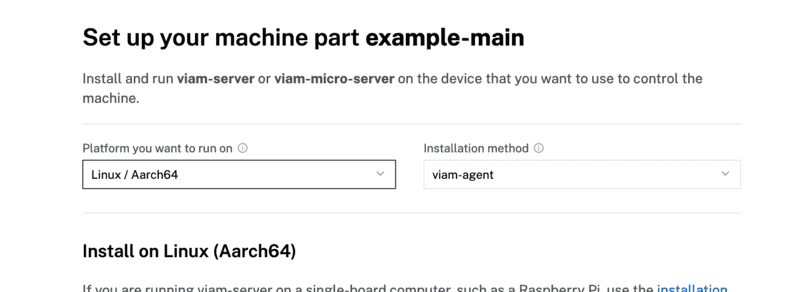 Set up your machine part example-main
Install and run viam-server or viam-micro-server on the device that you want to use to control the
machine.
Platform you want to run on
Installation method
Linux / Aarch64
viam-agent
Install on Linux (Aarch64)
If you are running viam-server on a single-board computer, such as a Raspberry Pi, use the installation